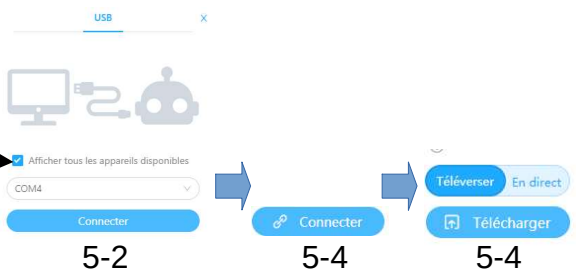 USB
X
Afficher tous les appareils disponibles
COM4
Connecter
5-2
Connecter
5-4
Téléverser
En direct
Télécharger
5-4